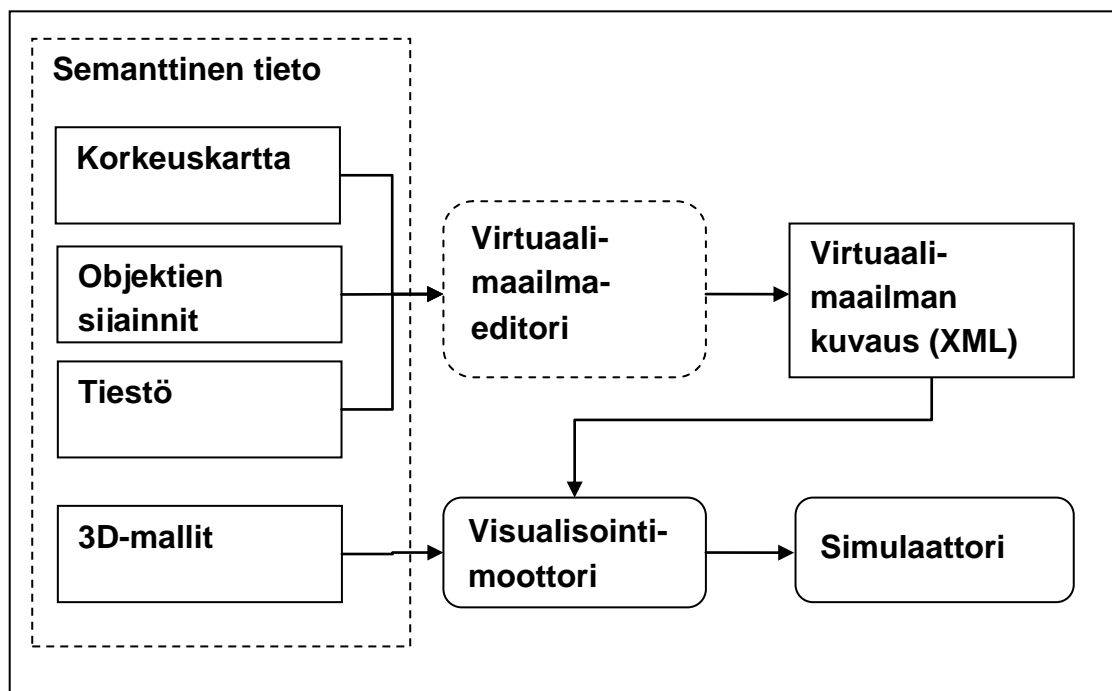 Semanttinen tieto
Korkeuskartta
Objektien
sijainnit
Tiestö
3D-mallit
Virtuaali-
maailma-
editori
Virtuaali-
maailman
kuvaus (XML)
Visualisointi-
moottori
Simulaattori